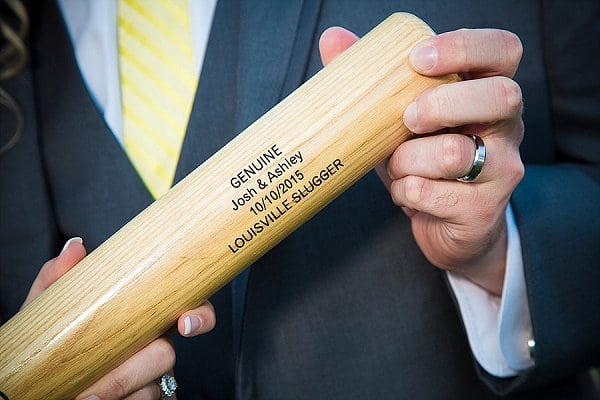 GENUINE
Josh & Ashley
10/10/2015
LOUISVILLE SLUGGER